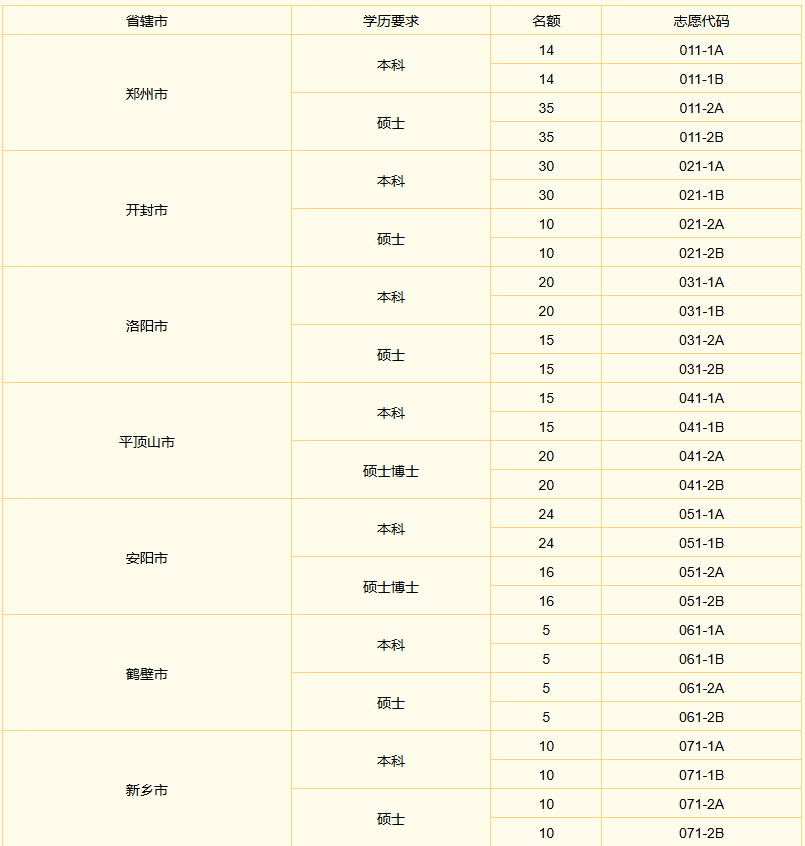 省辖市 学历要求 名额 志愿代码
郑州市 本科 14 011-1A
14 011-1B
硕士 35 011-2A
35 011-2B
开封市 本科 30 021-1A
30 021-1B
硕士 10 021-2A
10 021-2B
洛阳市 本科 20 031-1A
20 031-1B
硕士 15 031-2A
15 031-2B
平顶山市 本科 15 041-1A
15 041-1B
硕士博士 20 041-2A
20 041-2B
安阳市 本科 24 051-1A
24 051-1B
硕士博士 16 051-2A
16 051-2B
鹤壁市 本科 5 061-1A
5 061-1B
硕士 5 061-2A
5 061-2B
新乡市 本科 10 071-1A
10 071-1B
硕士 10 071-2A
10 071-2B